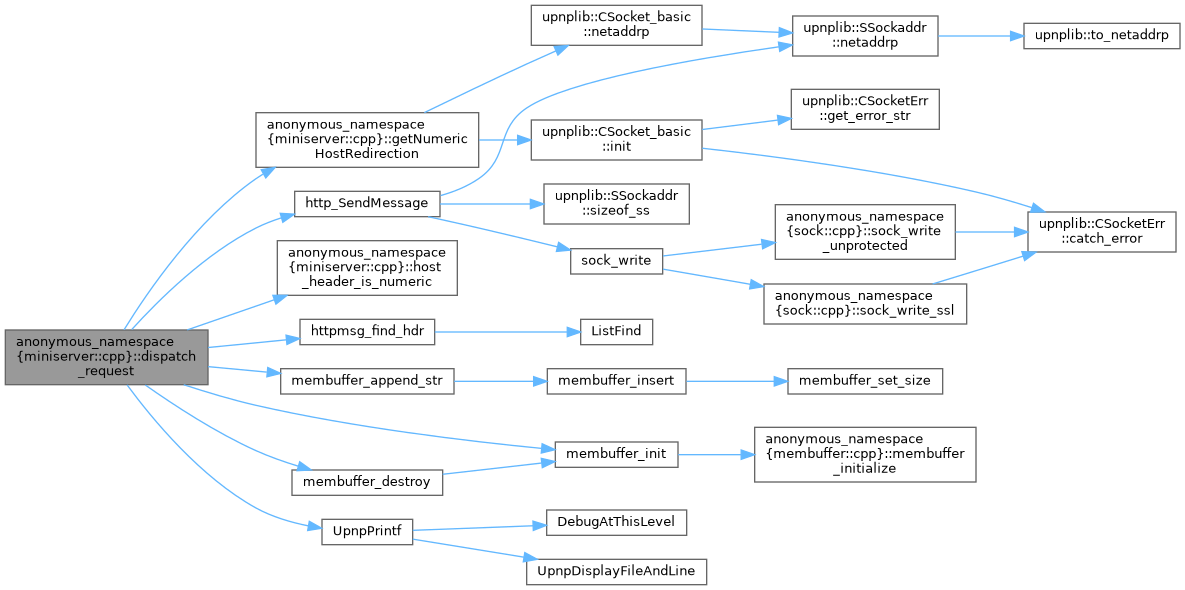 anonymous_namespace
{miniserver::cpp}::dispatch
_request
anonymous_namespace
{miniserver::cpp}::getNumeric
HostRedirection
http_SendMessage
anonymous_namespace
{miniserver::cpp}::host
_header_is_numeric
httpmsg_find_hdr
membuffer_append_str
membuffer_destroy
UpnpPrintf
upnplib::CSocket_basic
::netaddrp
upnplib::CSocket_basic
::init
upnplib::SSockaddr
::sizeof_ss
sock_write
ListFind
membuffer_insert
membuffer_init
DebugAtThisLevel
UpnpDisplayFileAndLine
upnplib::SSockaddr
::netaddrp
upnplib::CSocketErr
::get_error_str
anonymous_namespace
{sock::cpp}::sock_write
_unprotected
anonymous_namespace
{sock::cpp}::sock_write_ssl
membuffer_set_size
anonymous_namespace
{membuffer::cpp}::membuffer
_initialize
upnplib::to_netaddrp
upnplib::CSocketErr
::catch_error